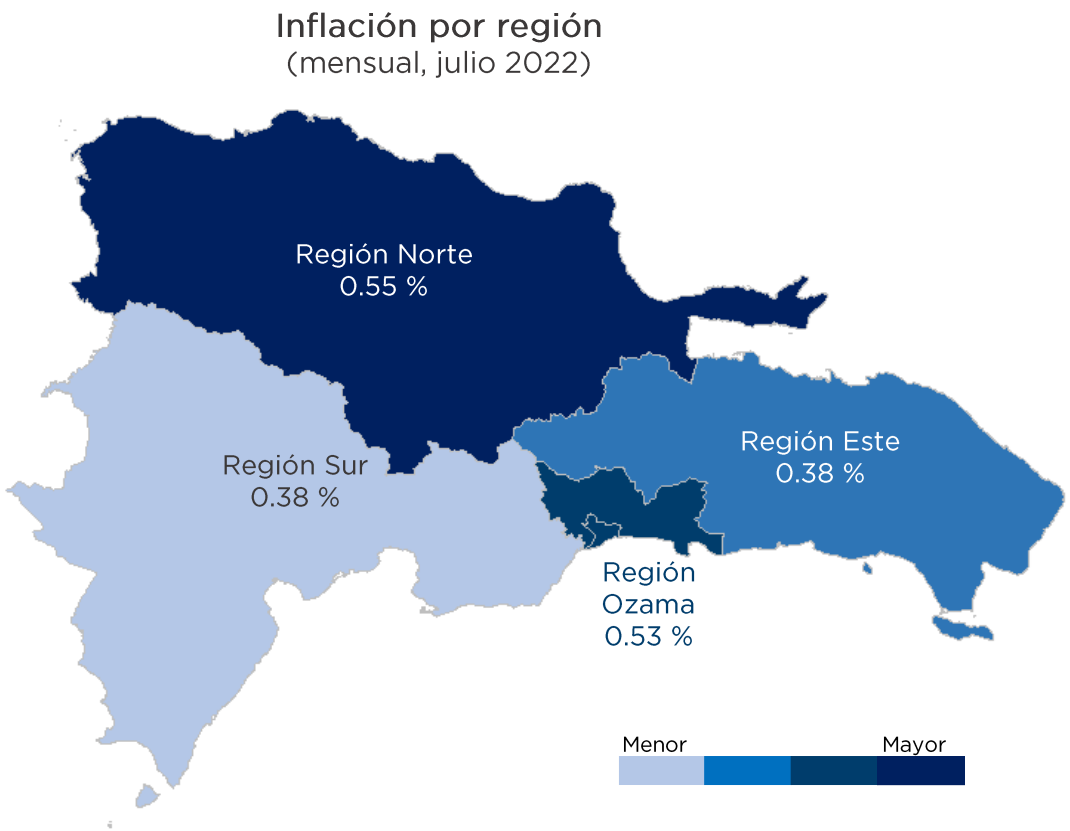 Inflación por región
(mensual, julio 2022)
Región Norte
0.55 %
Región Este
0.38 %
Región Sur
0.38 %
Región
Ozama
0.53 %
Menor
Mayor